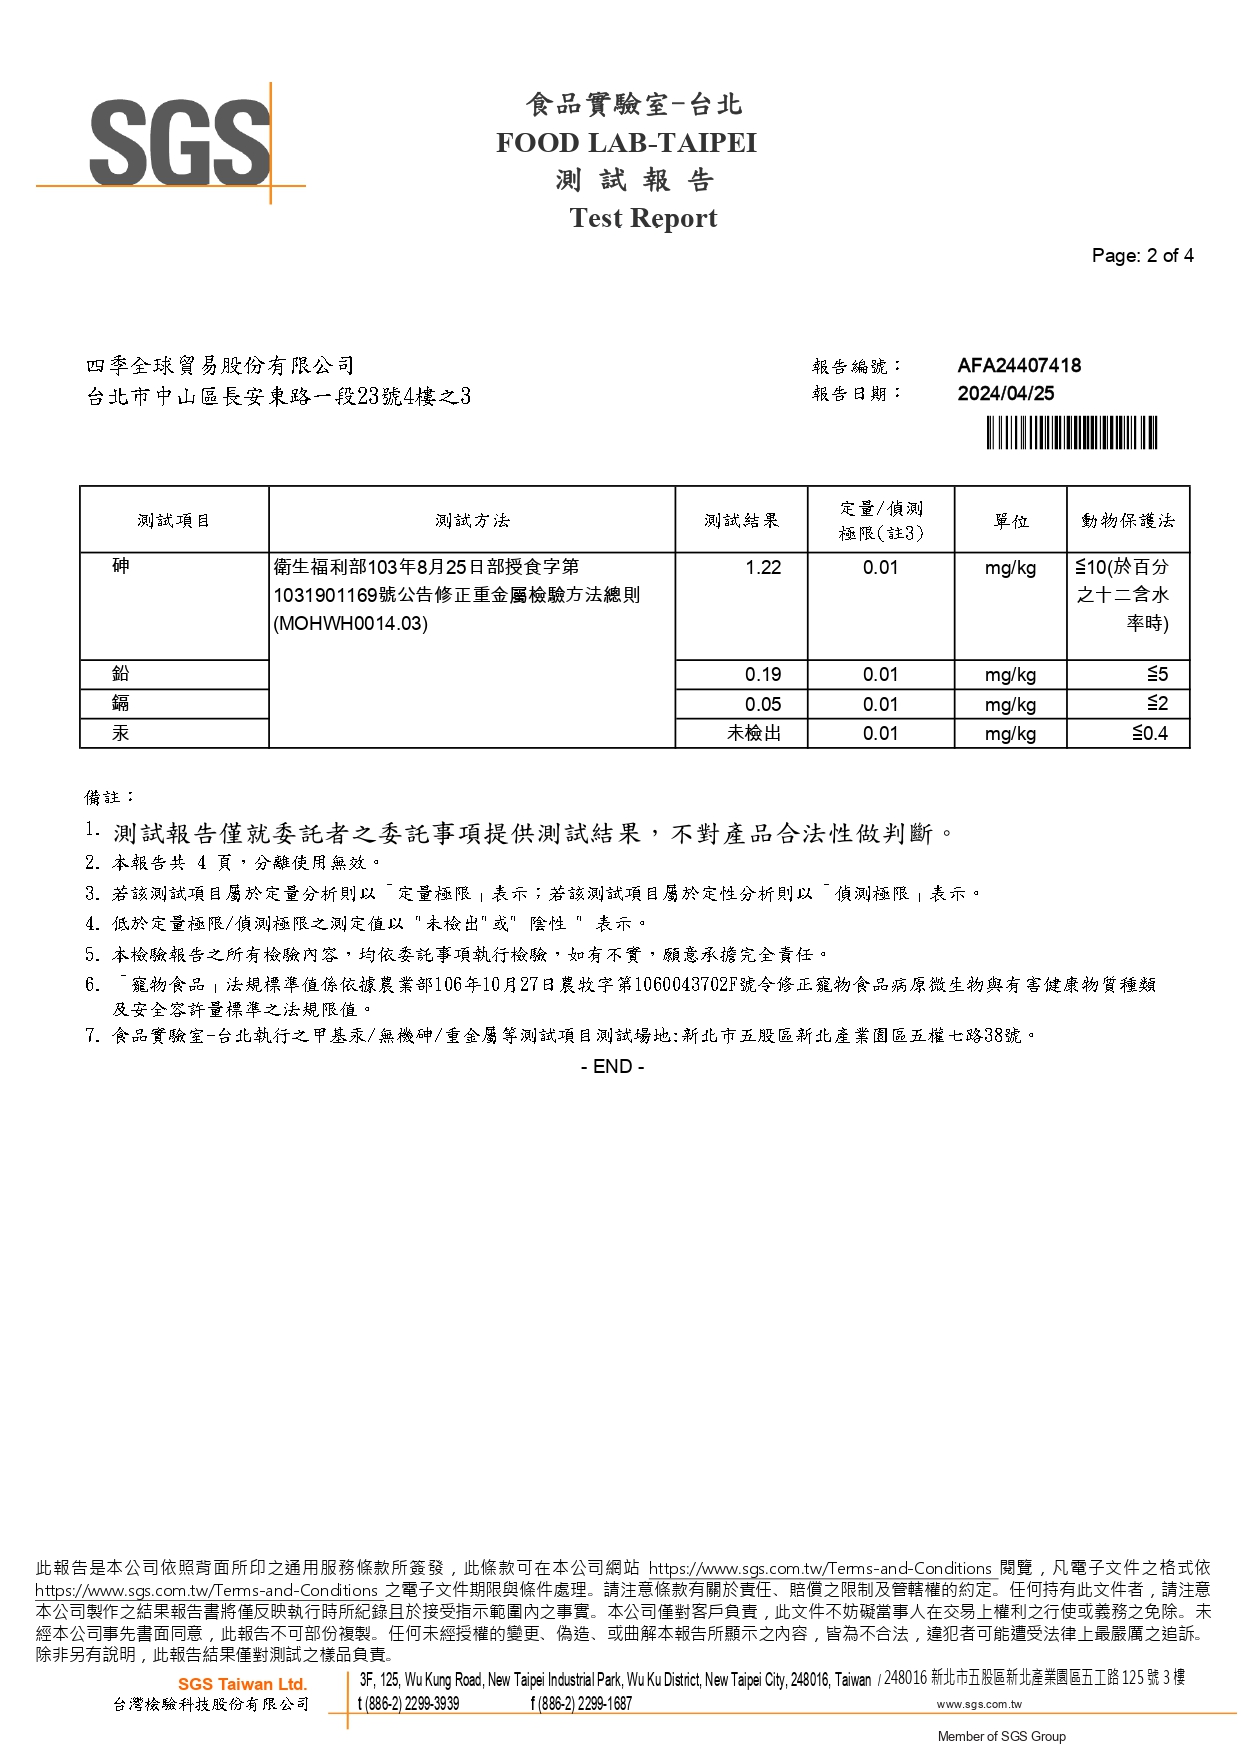 SGS
食品實驗室-台北
FOOD LAB-TAIPEI
測 試 報 告
Test Report
Page: 2 of 4
四季全球貿易股份有限公司
台北市中山區長安東路一段23號4樓之3
報告編號： AFA24407418
報告日期： 2024/04/25
測試項目 測試方法 測試結果 定量/偵測 極限(註3) 單位 動物保護法
砷 衛生福利部103年8月25日部授食字第 1.22 0.01 mg/kg ≦10(於百分
1031901169號公告修正重金屬檢驗方法總則 之十二含水
(MOHWH0014.03) 率時)
鉛 0.19 0.01 mg/kg ≦5
鎘 0.05 0.01 mg/kg ≦2
汞 未檢出 0.01 mg/kg ≦0.4
備註：
1. 測試報告僅就委託者之委託事項提供測試結果，不對產品合法性做判斷。
2. 本報告共 4 頁，分離使用無效。
3. 若該測試項目屬於定量分析則以「定量極限」表示；若該測試項目屬於定性分析則以「偵測極限」表示。
4. 低於定量極限/偵測極限之測定值以 "未檢出"或" 陰性 " 表示。
5. 本檢驗報告之所有檢驗內容，均依委託事項執行檢驗，如有不實，願意承擔完全責任。
6. 「寵物食品」法規標準值係依據農業部106年10月27日農牧字第1060043702F號令修正寵物食品病原微生物與有害健康物質種類
及安全容許量標準之法規限值。
7. 食品實驗室-台北執行之甲基汞/無機砷/重金屬等測試項目測試場地:新北市五股區新北產業園區五權七路38號。
- END -
此報告是本公司依照背面所印之通用服務條款所簽發，此條款可在本公司網站 https://www.sgs.com.tw/Terms-and-Conditions 閱覽，凡電子文件之格式依
https://www.sgs.com.tw/Terms-and-Conditions 之電子文件期限與條件處理。請注意條款有關於責任、賠償之限制及管轄權的約定。任何持有此文件者，請注意
本公司製作之結果報告書將僅反映執行時所紀錄且於接受指示範圍內之事實。本公司僅對客戶負責，此文件不妨礙當事人在交易上權利之行使或義務之免除。未
經本公司事先書面同意，此報告不可部份複製。任何未經授權的變更、偽造、或曲解本報告所顯示之內容，皆為不合法，違犯者可能遭受法律上最嚴厲之追訴。
除非另有說明，此報告結果僅對測試之樣品負責。
SGS Taiwan Ltd. 3F, 125, Wu Kung Road, New Taipei Industrial Park, Wu Ku District, New Taipei City, 248016, Taiwan / 248016 新北市五股區新北產業園區五工路 125 號 3 樓
台灣檢驗科技股份有限公司 t (886-2) 2299-3939 f (886-2) 2299-1687 www.sgs.com.tw
Member of SGS Group